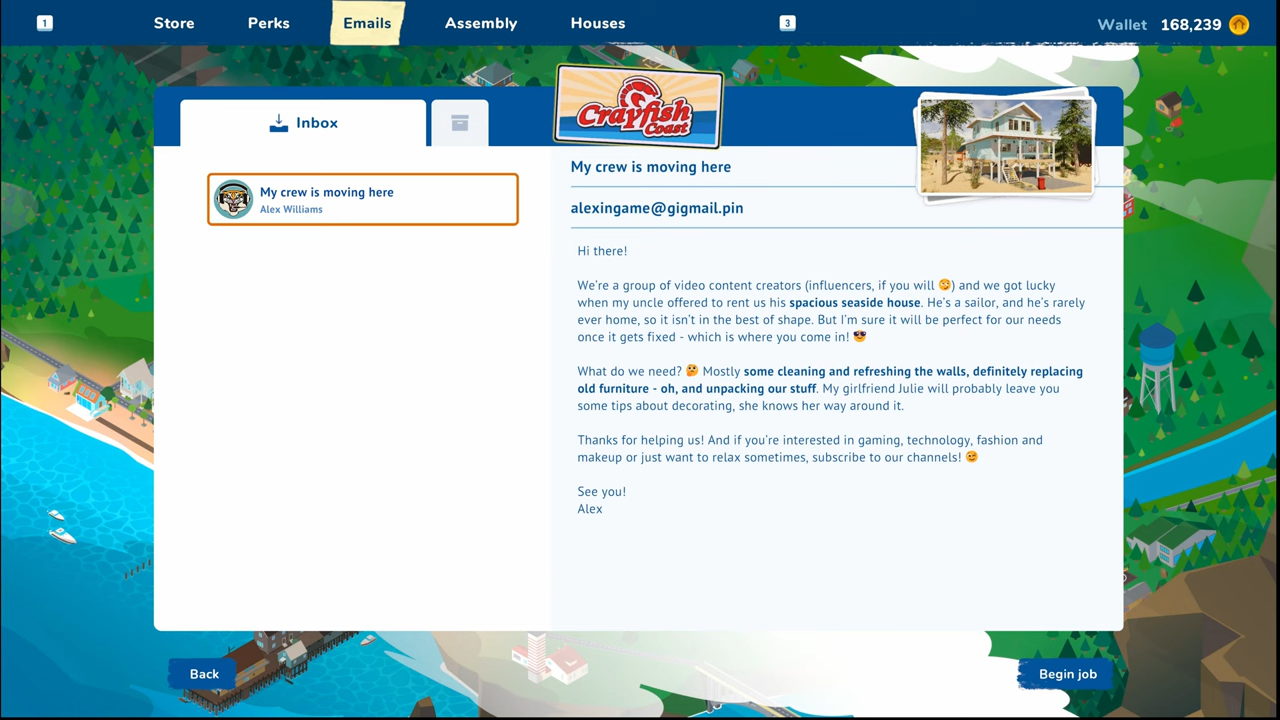 1
Store
Perks
Emails
Assembly
Houses
3
Wallet 168,239
Inbox
Crayfish
Coast
My crew is moving here
Alex Williams
My crew is moving here
alexingame@gigmail.pin
Hi there!
We're a group of video content creators (influencers, if you will 🙄) and we got lucky
when my uncle offered to rent us his spacious seaside house. He's a sailor, and he's rarely
ever home, so it isn't in the best of shape. But I'm sure it will be perfect for our needs
once it gets fixed - which is where you come in! 😎
What do we need? 🤔 Mostly some cleaning and refreshing the walls, definitely replacing
old furniture - oh, and unpacking our stuff. My girlfriend Julie will probably leave you
some tips about decorating, she knows her way around it.
Thanks for helping us! And if you're interested in gaming, technology, fashion and
makeup or just want to relax sometimes, subscribe to our channels! 😉
See you!
Alex
Back
Begin job